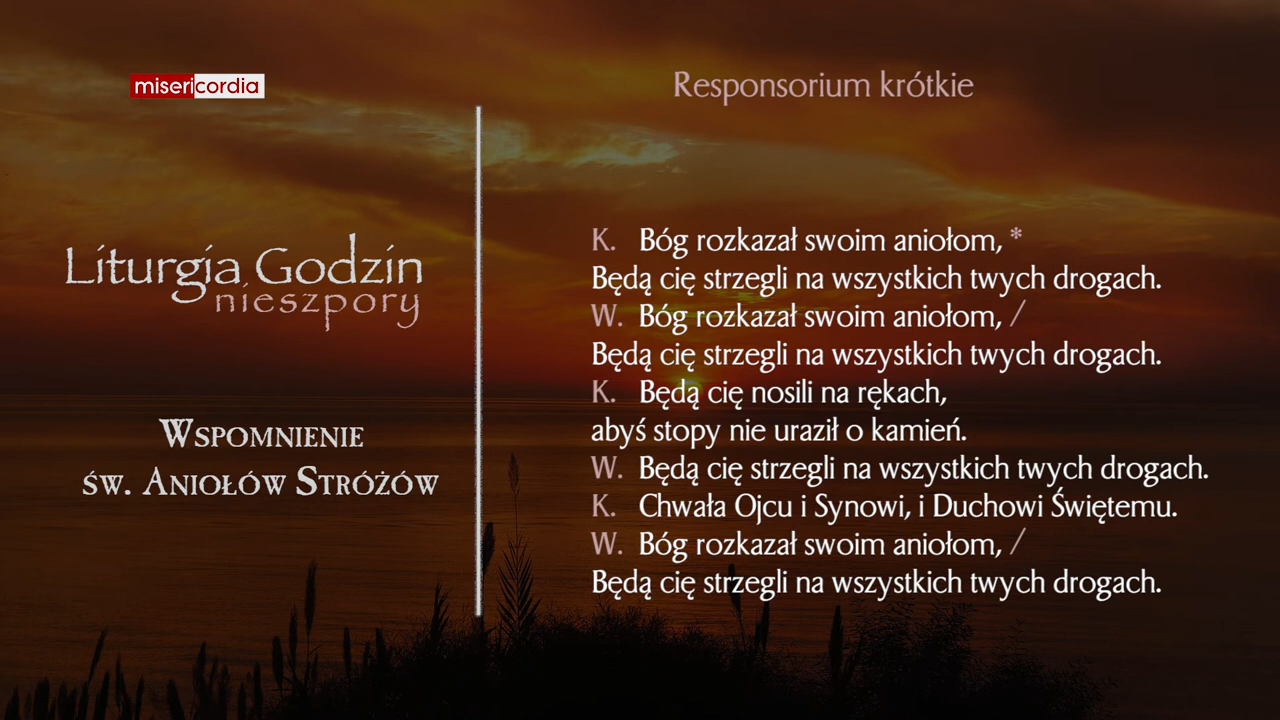 misericordia
Liturgia Godzin
nieszpory
Wspomnienie
św. Aniołów Stróżów
Responsorium krótkie
K. Bóg rozkazał swoim aniołom, *
Będą cię strzegli na wszystkich twych drogach.
W. Bóg rozkazał swoim aniołom, /
Będą cię strzegli na wszystkich twych drogach.
K. Będą cię nosili na rękach,
abyś stopy nie uraził o kamień.
W. Będą cię strzegli na wszystkich twych drogach.
K. Chwała Ojcu i Synowi, i Duchowi Świętemu.
W. Bóg rozkazał swoim aniołom, /
Będą cię strzegli na wszystkich twych drogach.